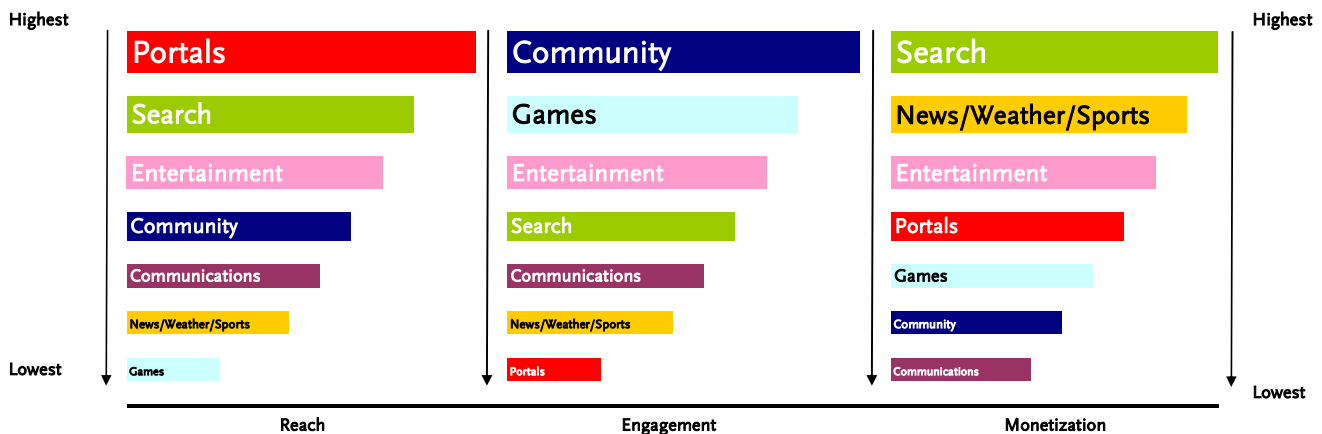 Highest
Highest
Portals
Community
Search
Search
Games
News/Weather/Sports
Entertainment
Entertainment
Entertainment
Community
Search
Portals
Communications
Communications
Games
News/Weather/Sports
News/Weather/Sports
Community
Lowest
Games
Portals
Communications
Lowest
Reach
Engagement
Monetization